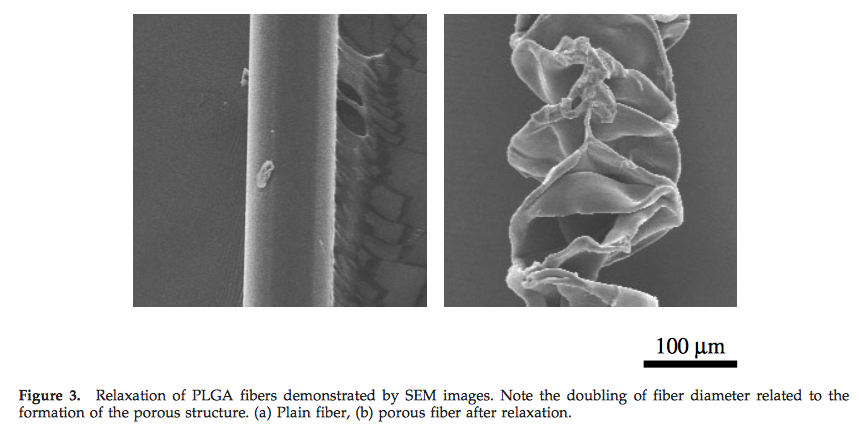 100 μm
Figure 3. Relaxation of PLGA fibers demonstrated by SEM images. Note the doubling of fiber diameter related to the
formation of the porous structure. (a) Plain fiber, (b) porous fiber after relaxation.